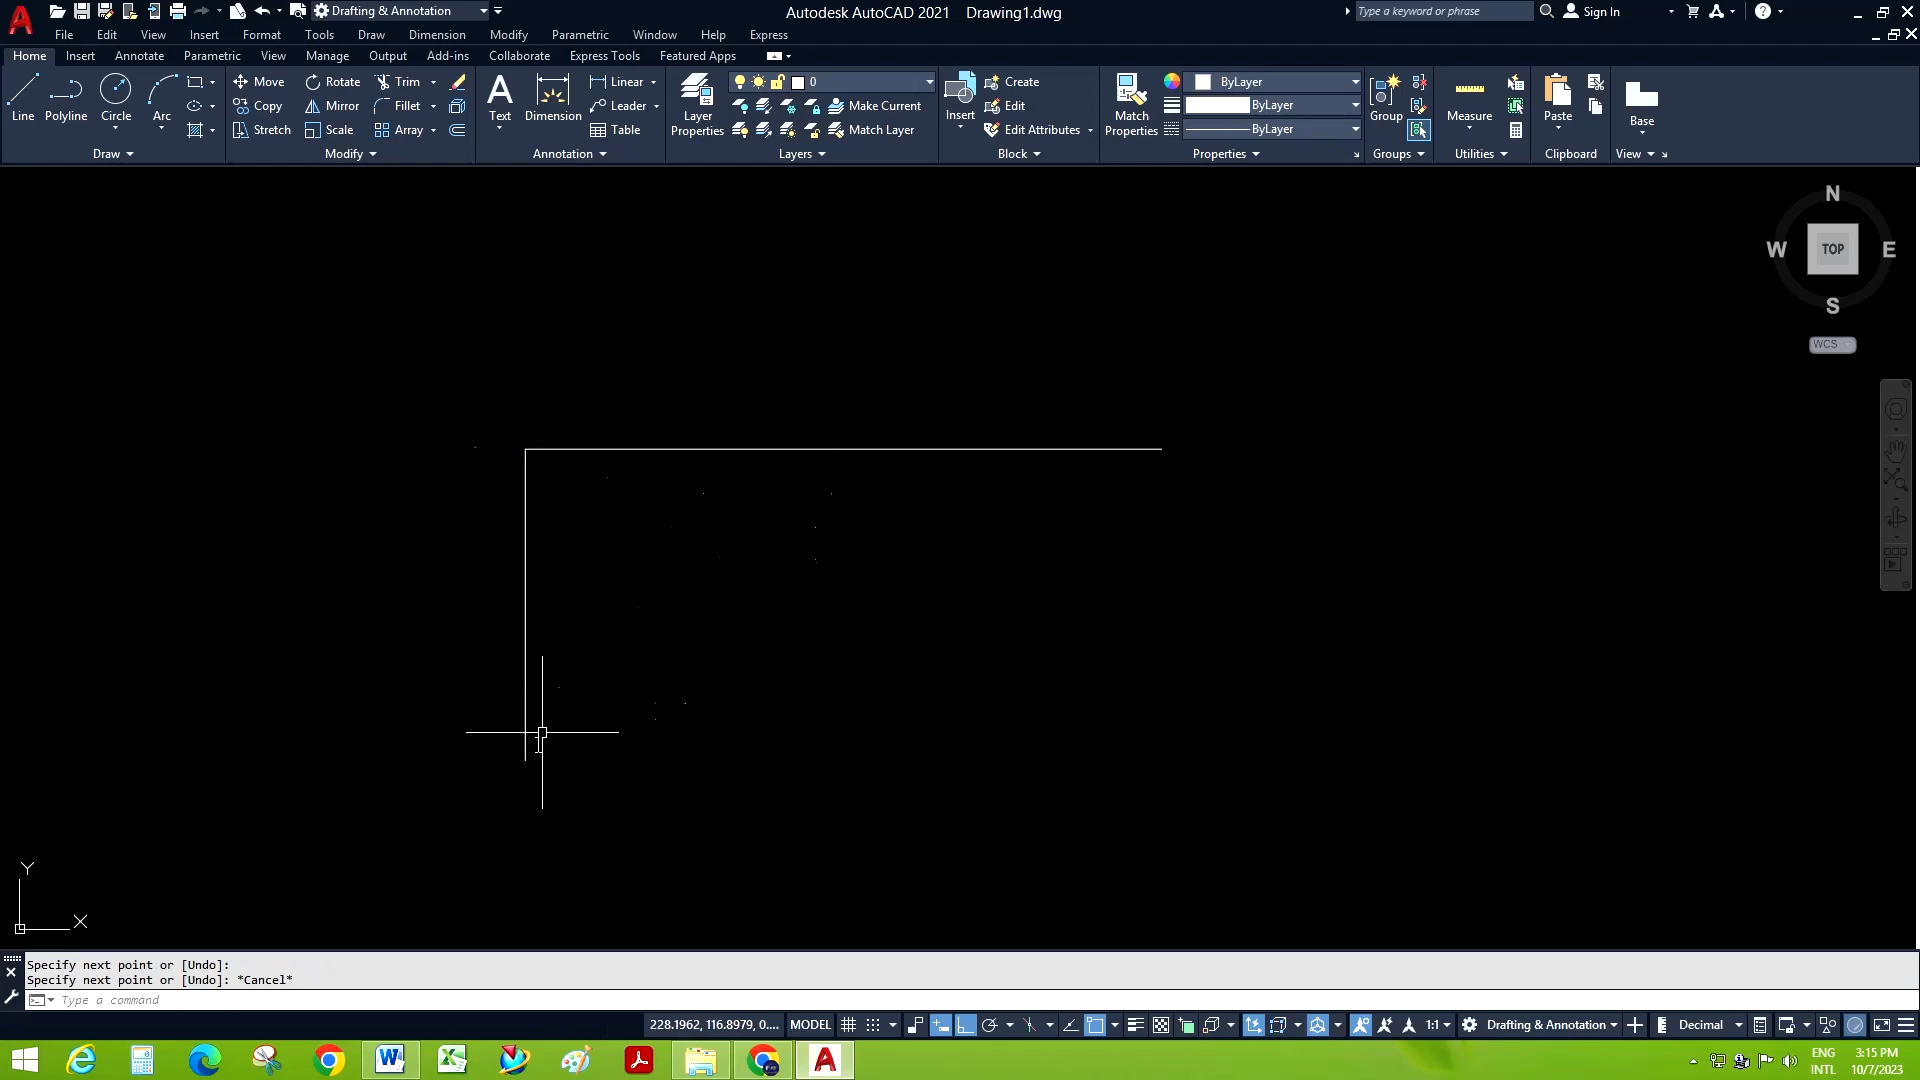 Drafting & Annotation
Autodesk AutoCAD 2021 Drawing1.dwg
Type a keyword or phrase
Sign In
File Edit View Insert Format Tools Draw Dimension Modify Parametric Window Help Express
Home Insert Annotate Parametric View Manage Output Add-ins Collaborate Express Tools Featured Apps
Line Polyline Circle Arc
Move Rotate Trim
Copy Mirror Fillet
Stretch Scale Array
Text Dimension
Linear
Leader
Table
Layer Properties
0
Make Current
Match Layer
Insert
Create
Edit
Edit Attributes
Match Properties
ByLayer
ByLayer
ByLayer
Group
Measure
Paste
Base
Draw Modify Annotation Layers Block Properties Groups Utilities Clipboard View
N
W TOP E
S
WCS
Y
X
Specify next point or [Undo]:
Specify next point or [Undo]: *Cancel*
Type a command
228.1962, 116.8979, 0.... MODEL 1:1 Drafting & Annotation Decimal
ENG 3:15 PM
INTL 10/7/2023